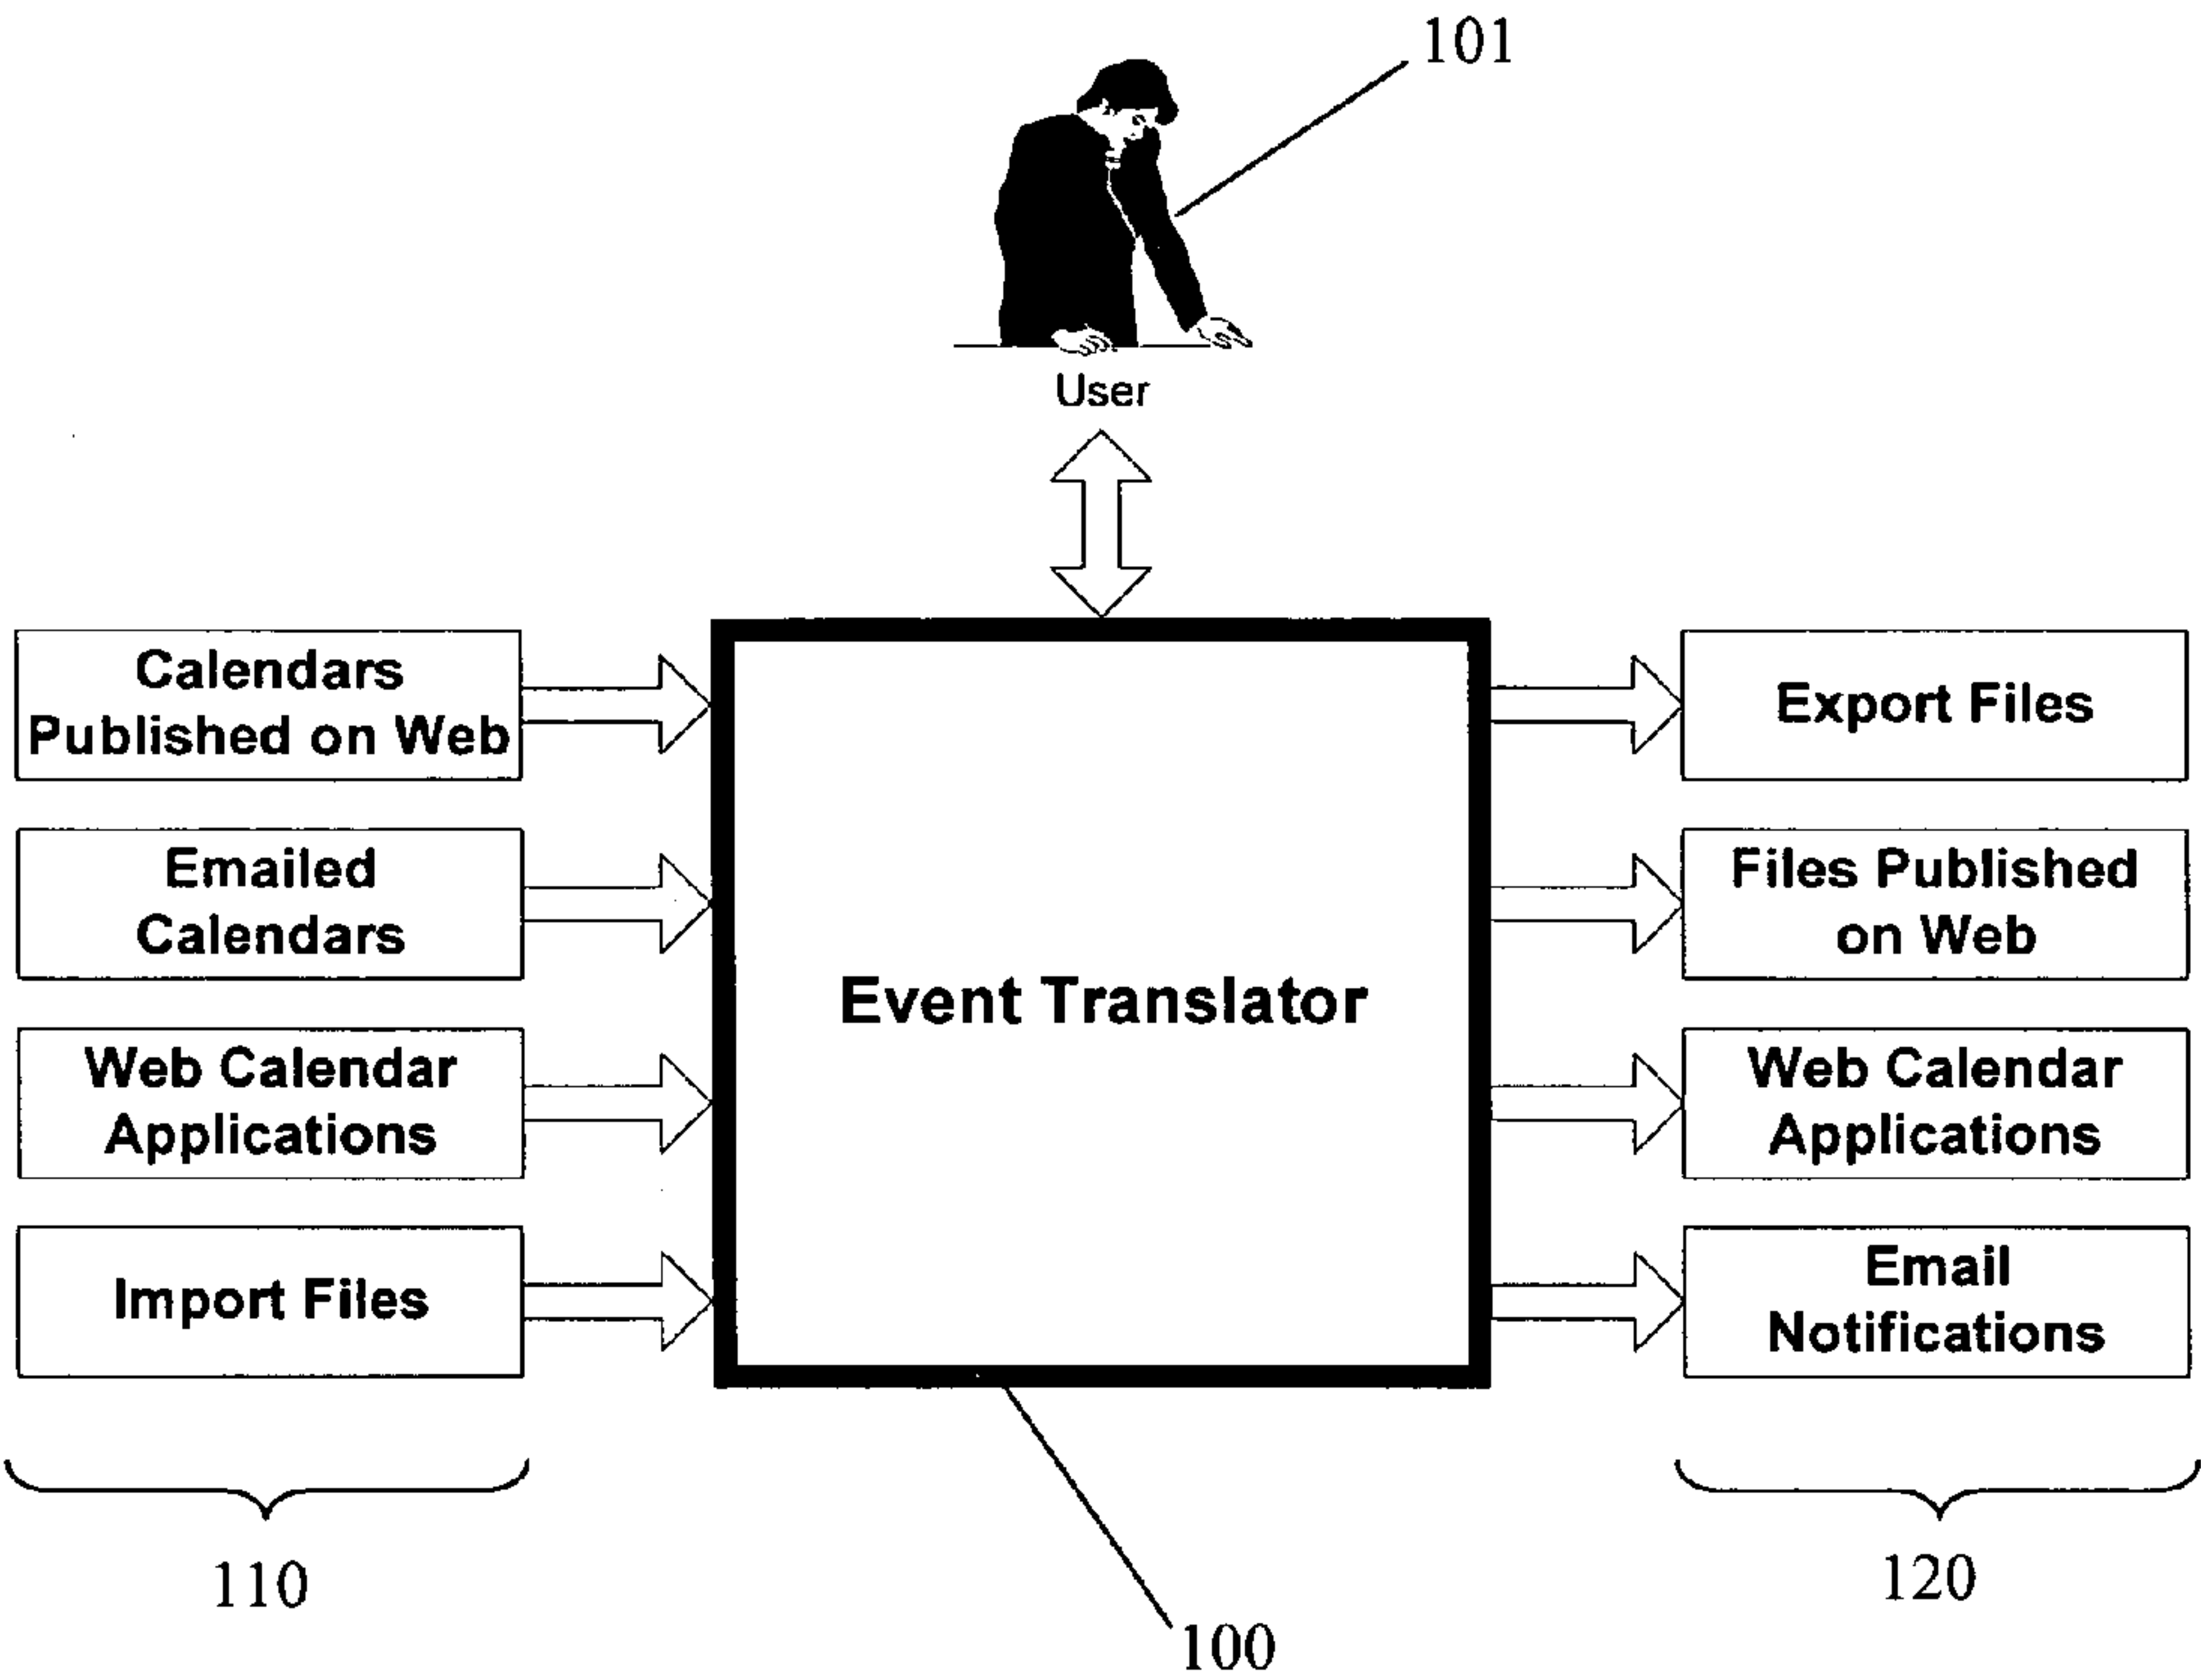 101
User
Calendars
Published on Web
Emailed
Calendars
Web Calendar
Applications
Import Files
Event Translator
Export Files
Files Published
on Web
Web Calendar
Applications
Email
Notifications
110
100
120